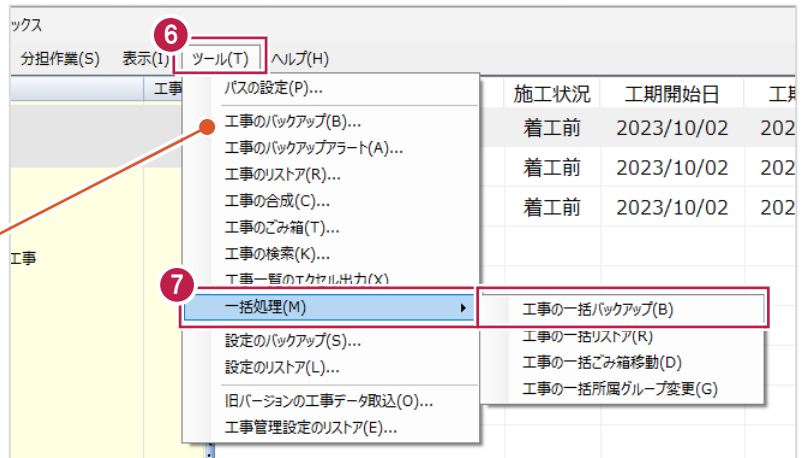 ックス
6
分担作業(S) 表示(I) ツール(T) ヘルプ(H)
工事
施工状況 工期開始日
着工前 2023/10/02 202
着工前 2023/10/02 202
着工前 2023/10/02 202
工事
パスの設定(P)...
工事のバックアップ(B)...
工事のバックアップアラート(A)...
工事のリストア(R)...
工事の合成(C)...
工事のごみ箱(T)...
工事の検索(K)...
工事一覧のエクセル出力(X)
7
一括処理(M)
設定のバックアップ(S)...
設定のリストア(L)...
旧バージョンの工事データ取込(O)...
工事管理設定のリストア(E)...
工事の一括バックアップ(B)
工事の一括リストア(R)
工事の一括ごみ箱移動(D)
工事の一括所属グループ変更(G)